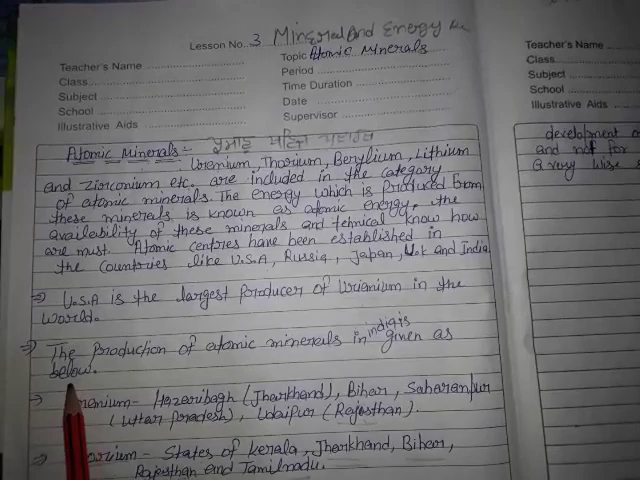 Lesson No. 3 Mineral and Energy
Teacher's Name
Topic Atomic Minerals
Class
Period
Subject
Time Duration
School
Date
Illustrative Aids
Supervisor
Atomic Minerals:-
Uranium, Thorium, Berylium, Lithium
and Ziorconium etc. are included in the category
of atomic minerals. The energy which is produced form
these minerals is known as atomic energy. the
availibility of these minerals and tehnical know how
are must. Atomic centries have been established in
the countries like U.S.A, Russia, Japan, U.K and India
⇒ U.S.A is the largest producer of Uranium in the
world.
⇒ The production of atomic minerals in india is given as
below.
⇒ Hazaribagh (Jharkhand), Bihar, Saharanpur
(Uttar Pradesh), Udaipur (Rajasthan).
⇒ States of kerala, Jharkhand, Bihar,
Rajasthan and Tamilnadu.
Teacher's Name
Class
Subject
School
Illustrative Aids
development
and not for
a very wise